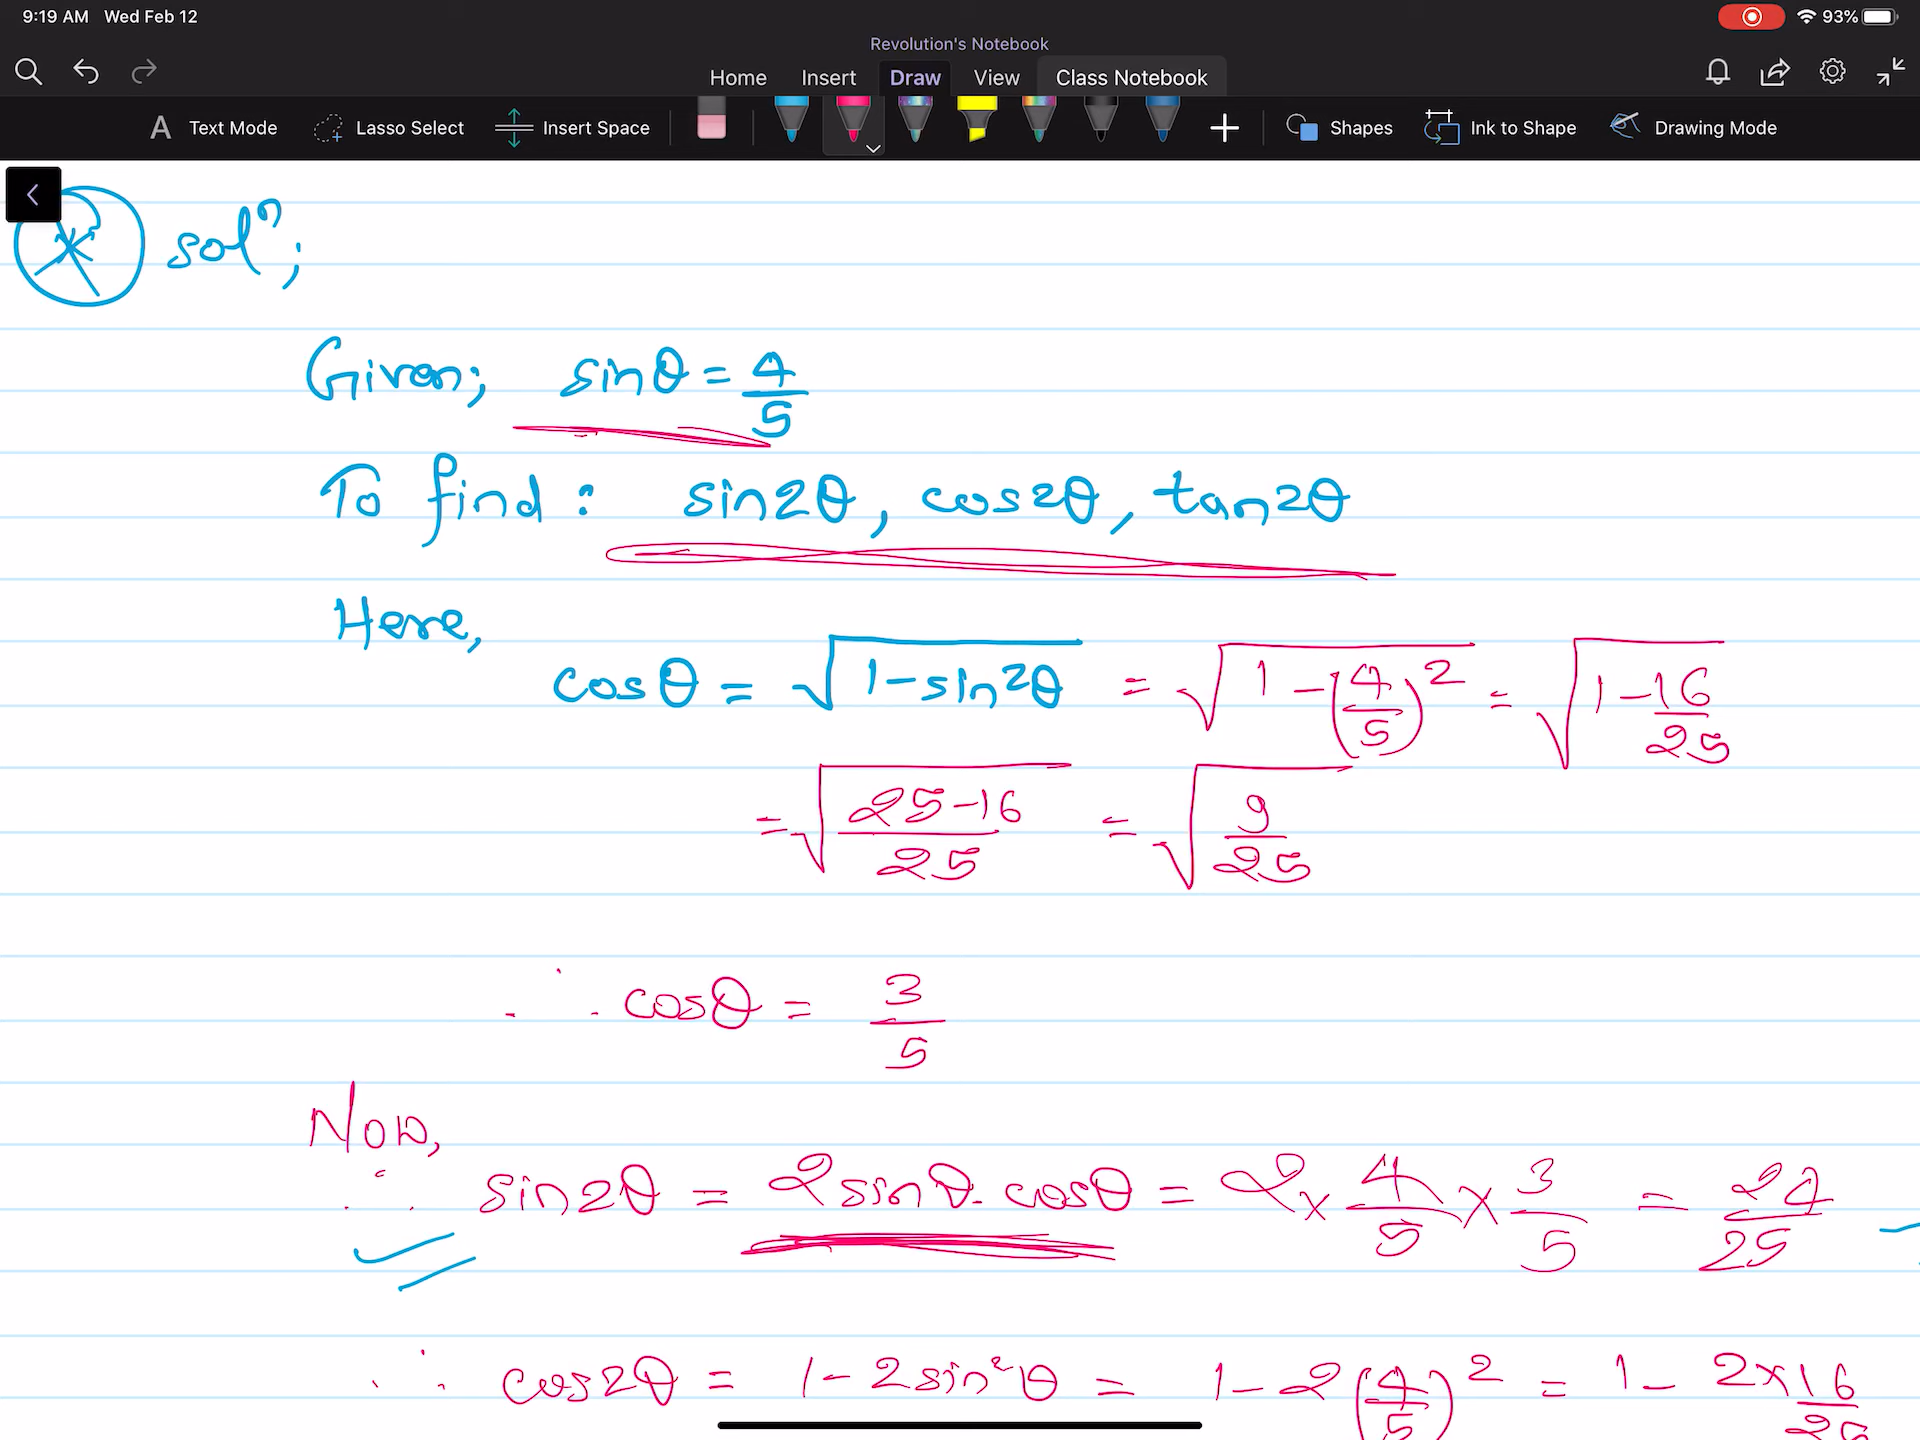 9:19 AM Wed Feb 12
93%
Revolution's Notebook
Home Insert Draw View Class Notebook
Text Mode Lasso Select Insert Space Shapes Ink to Shape Drawing Mode
solⁿ;
Given; sinθ = 4/5
To find : sin2θ, cos2θ, tan2θ
Here,
cosθ = √(1-sin²θ) = √(1-(4/5)²) = √(1-16/25)
= √((25-16)/25) = √(9/25)
∴ cosθ = 3/5
Now,
∴ sin2θ = 2sinθ.cosθ = 2 × 4/5 × 3/5 = 24/25
∴ cos2θ = 1-2sin²θ = 1-2(4/5)² = 1 - 2×16/25